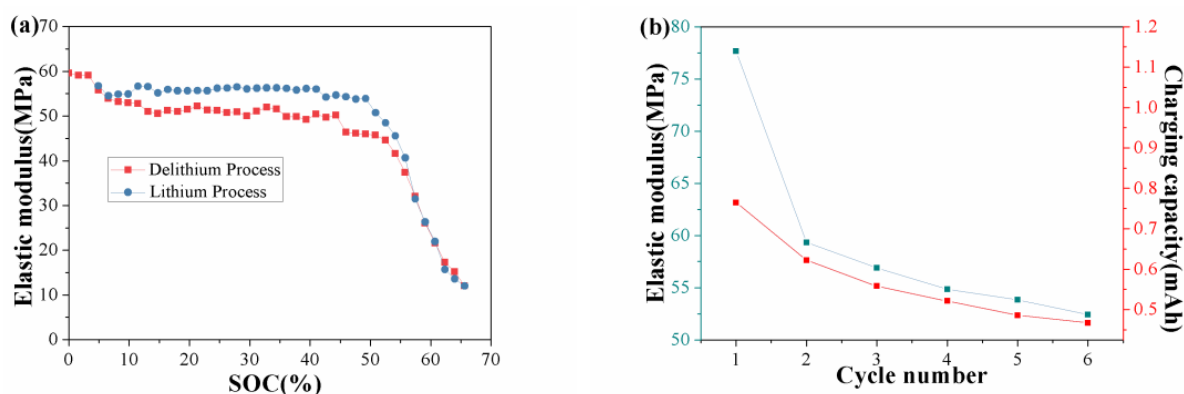 (a)
70
60
50
40
30
20
10
0
Elastic modulus(MPa)
Delithium Process
Lithium Process
0 10 20 30 40 50 60 70
SOC(%)
(b)
80
75
70
65
60
55
50
Elastic modulus(MPa)
1.2
1.1
1.0
0.9
0.8
0.7
0.6
0.5
Charging capacity(mAh)
1 2 3 4 5 6
Cycle number